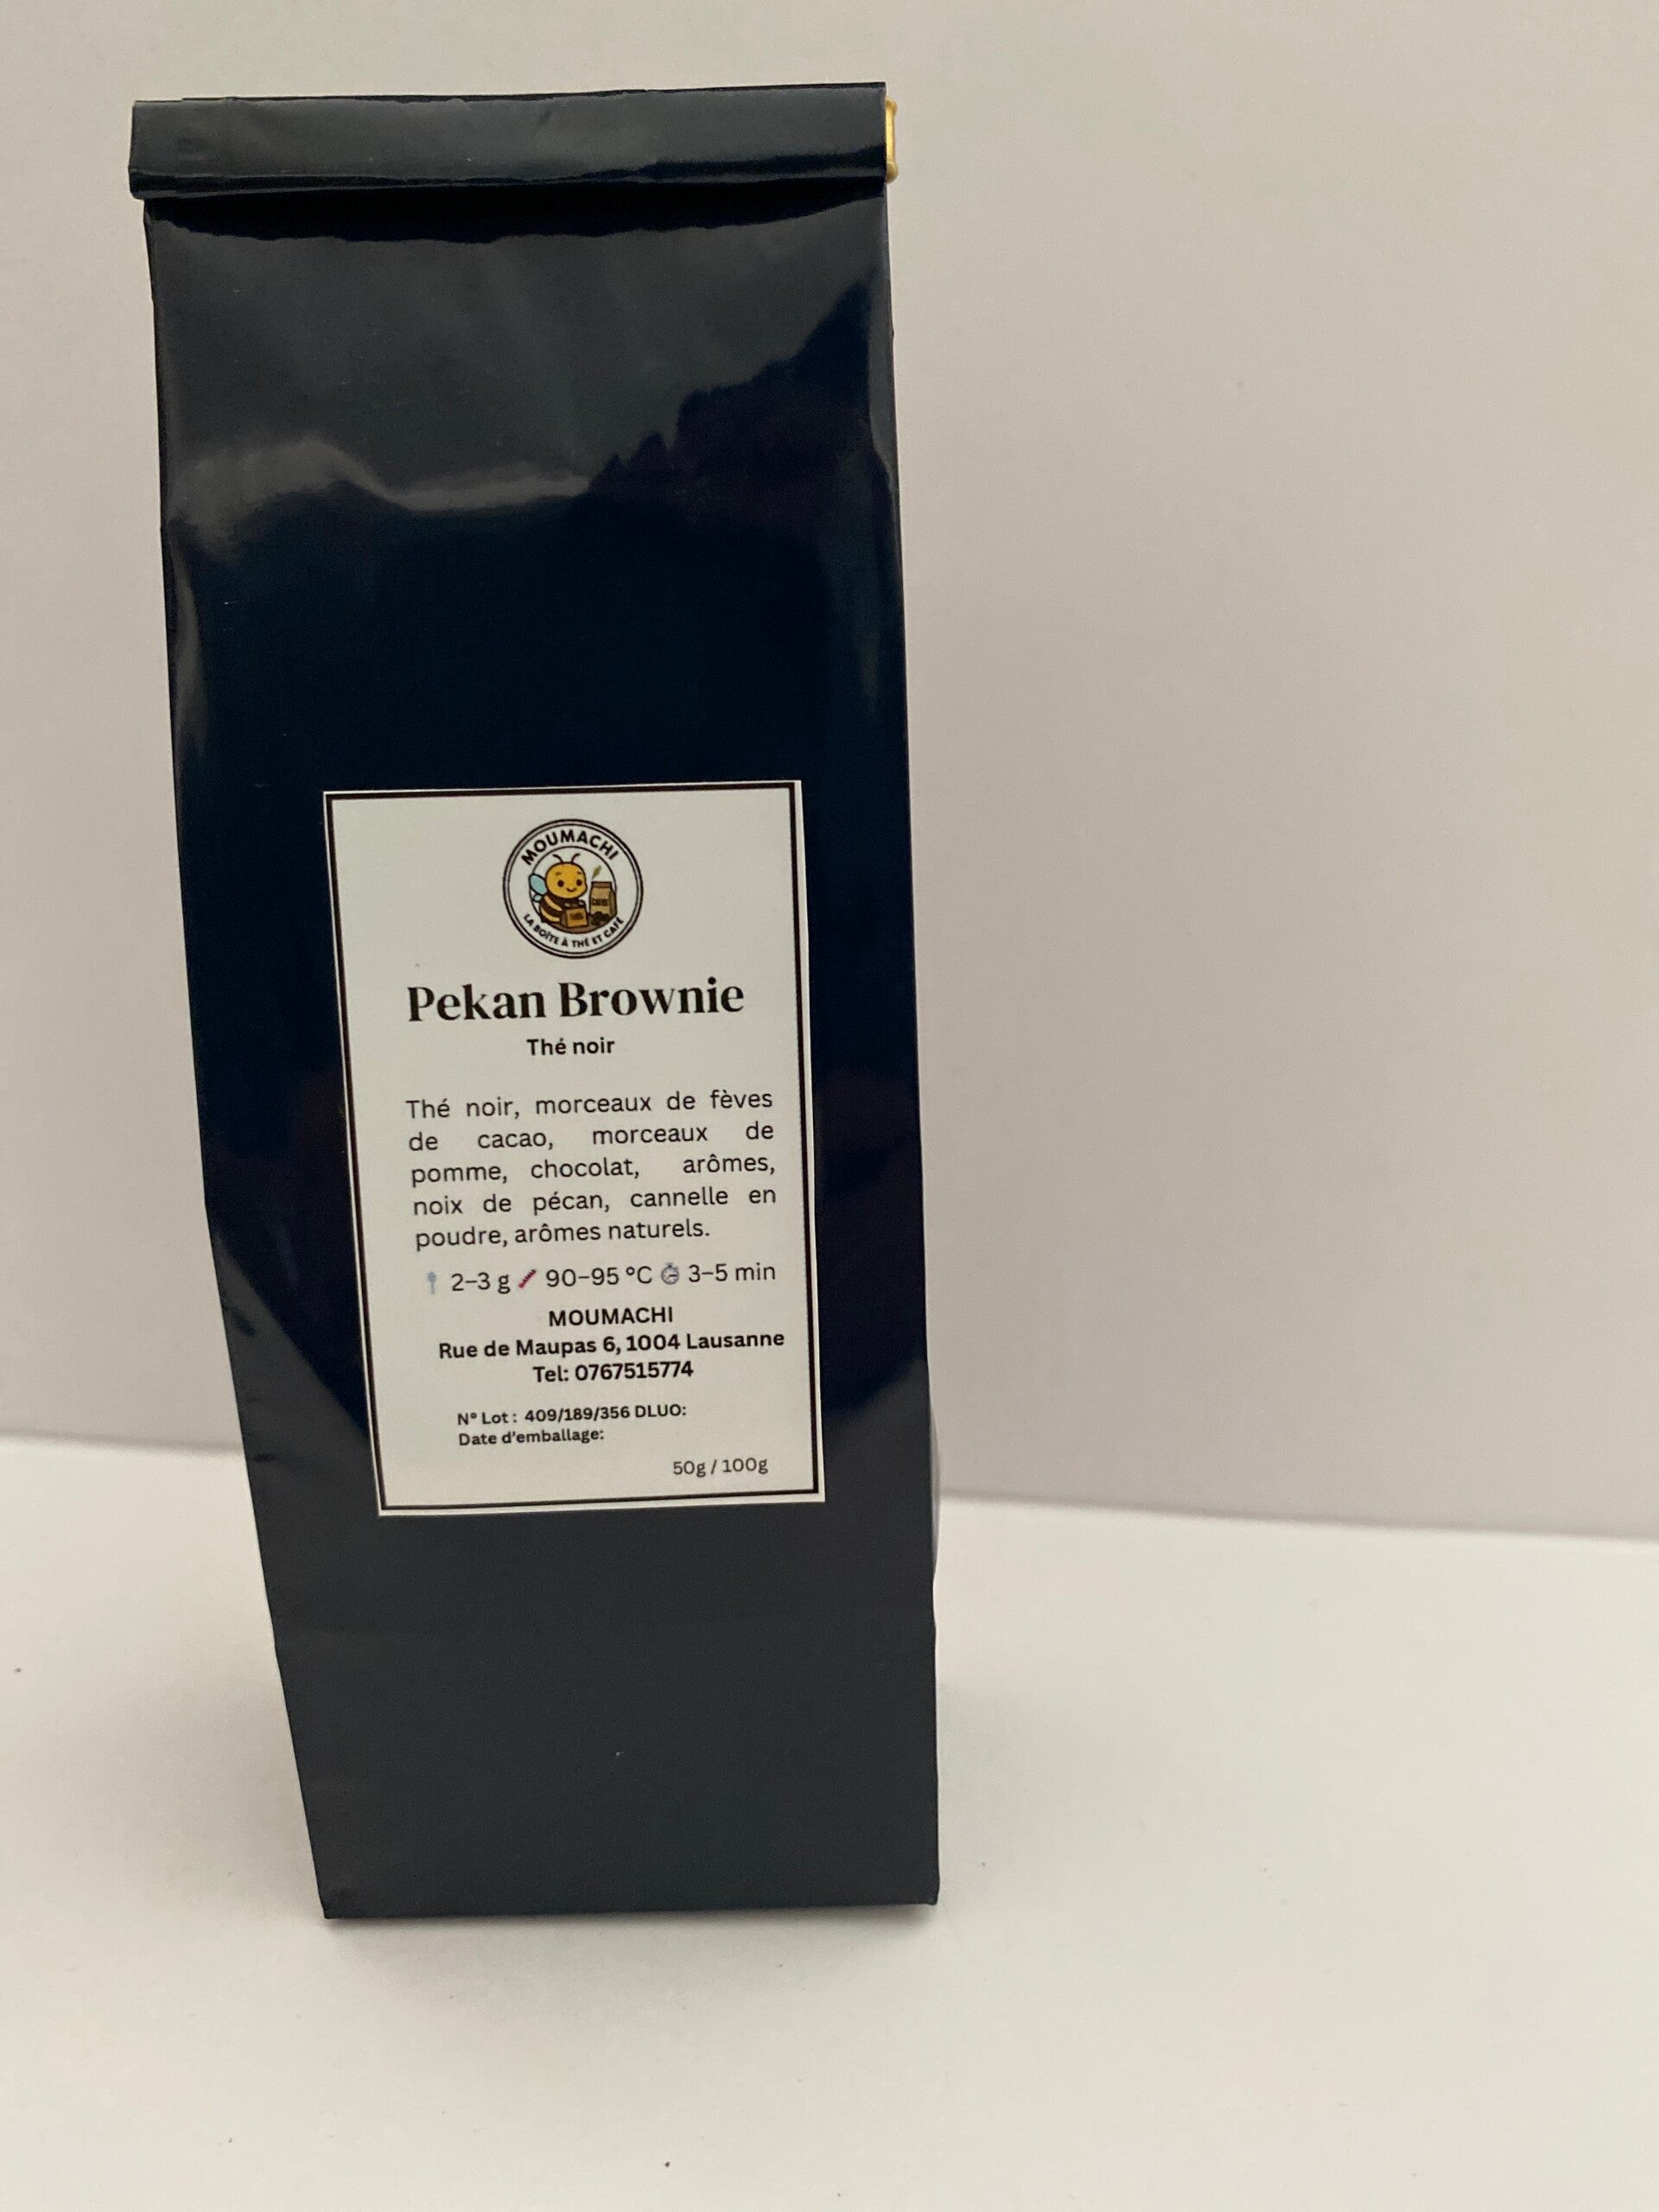 MOUMACHI
LA BOÎTE À THÉ ET CAFÉ
Pekan Brownie
Thé noir
Thé noir, morceaux de fèves
de cacao, morceaux de
pomme, chocolat, arômes,
noix de pécan, cannelle en
poudre, arômes naturels.
2–3 g 90–95 °C 3–5 min
MOUMACHI
Rue de Maupas 6, 1004 Lausanne
Tel: 0767515774
N° Lot : 409/189/356 DLUO:
Date d'emballage:
50g / 100g